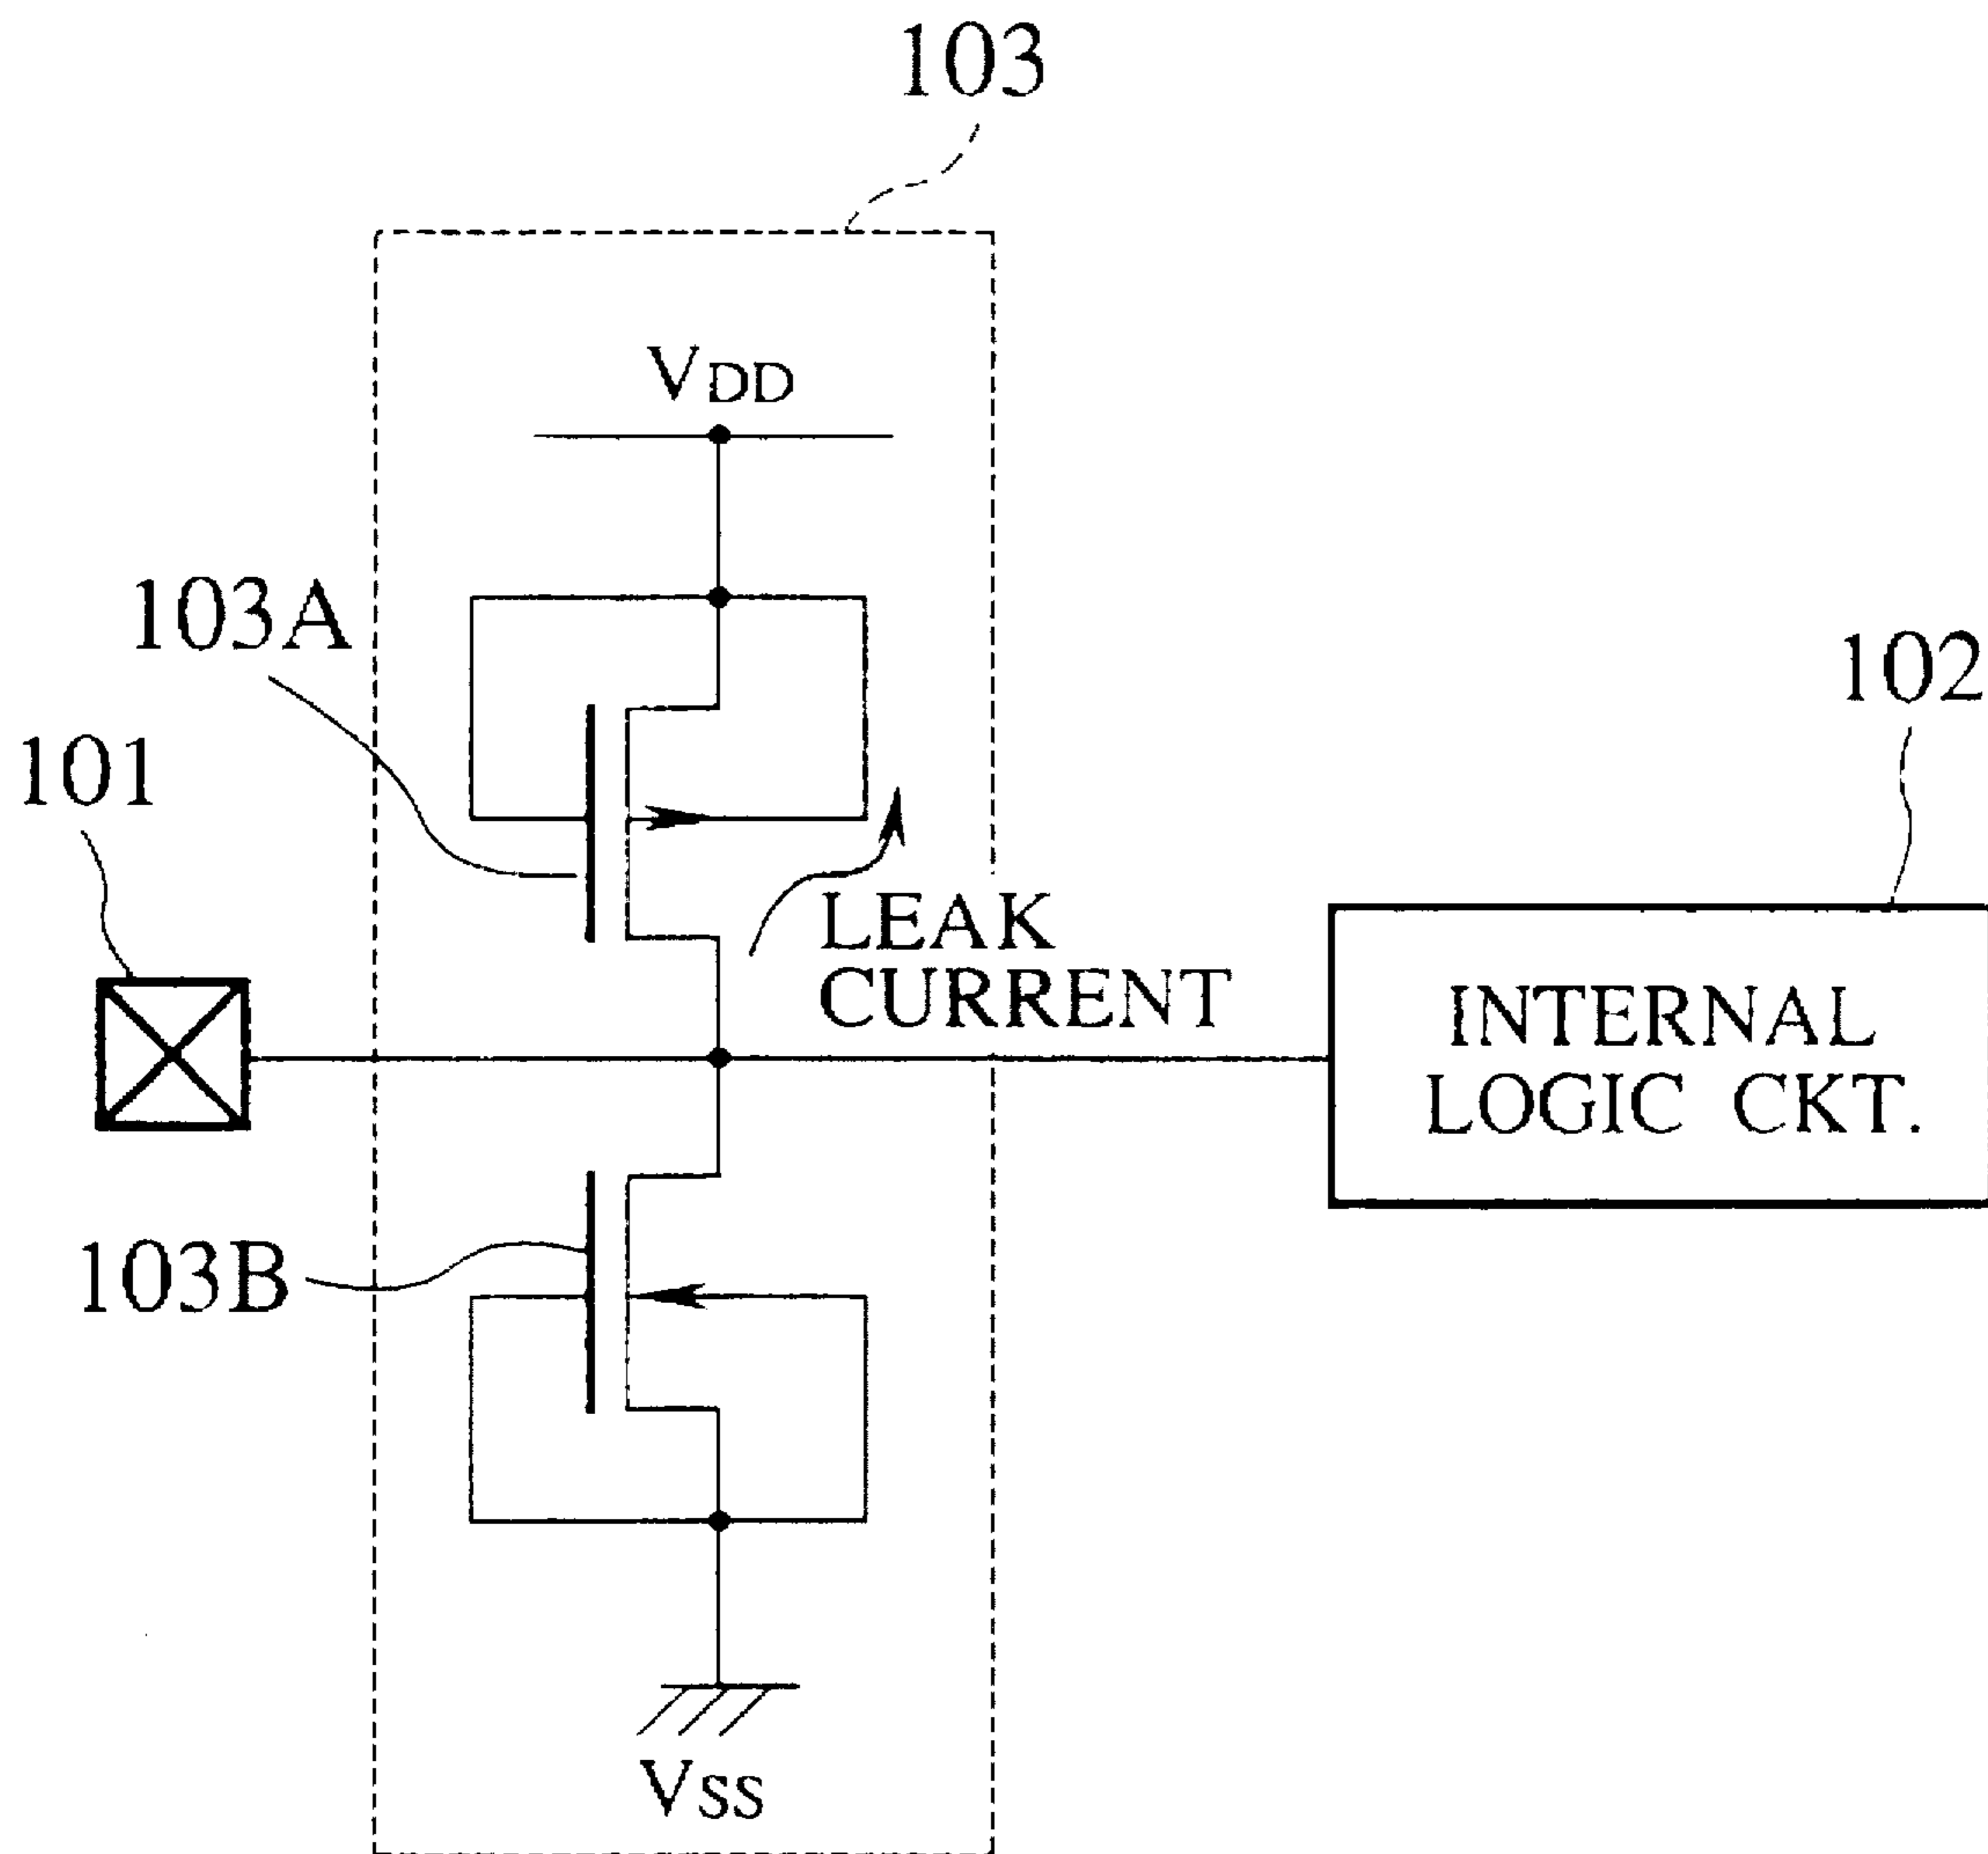 103
VDD
103A
102
101
LEAK
CURRENT
INTERNAL
LOGIC CKT.
103B
VSS